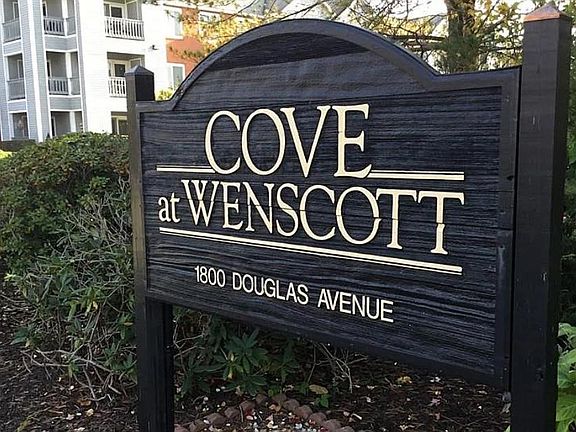 COVE
at WENSCOTT
1800 DOUGLAS AVENUE